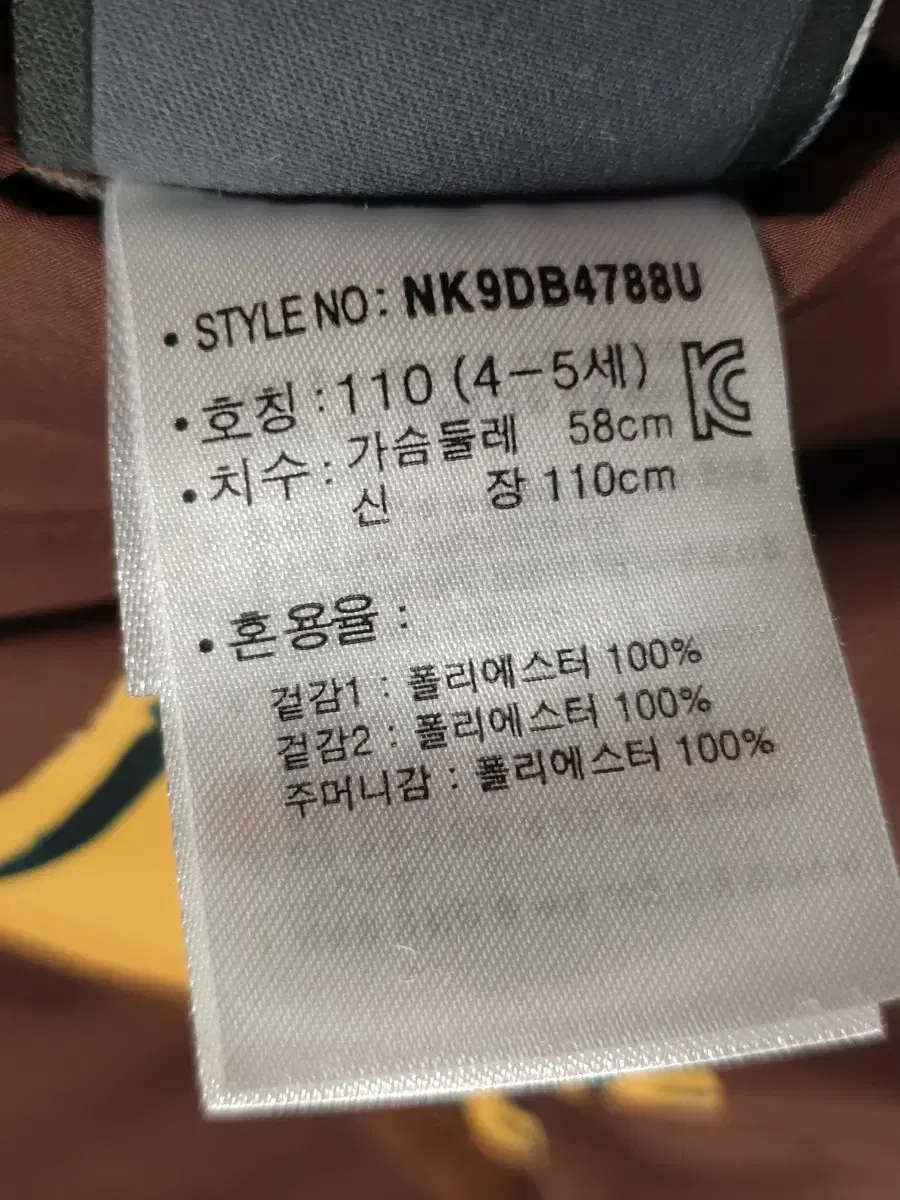 • STYLE NO: NK9DB4788U
• 호칭 : 110 (4-5세)
• 치수 : 가슴둘레 58cm
신 장 110cm
• 혼용율 :
겉감1 : 폴리에스터 100%
겉감2 : 폴리에스터 100%
주머니감 : 폴리에스터 100%